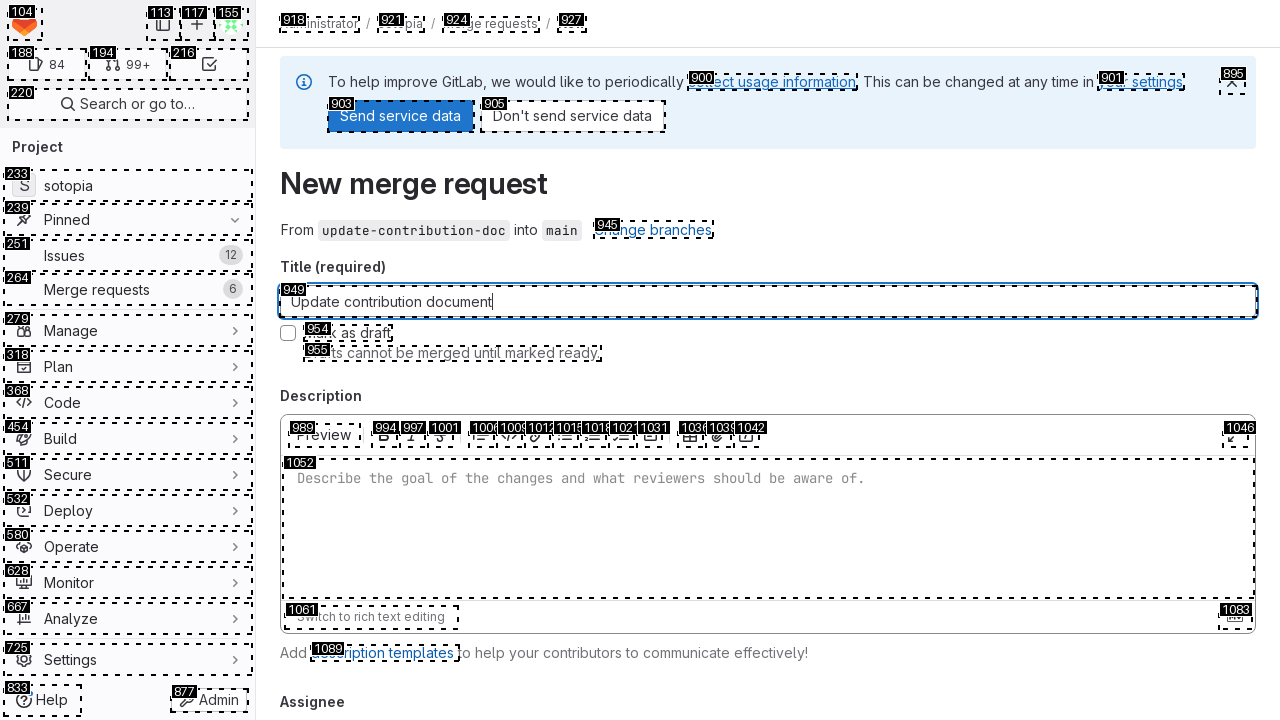 104
113
117
155
918
921
924
927
Administrator / sotopia / Merge requests /
188
194
216
84
99+
220
Search or go to…
Project
233
S sotopia
239
Pinned
251
Issues 12
264
Merge requests 6
279
Manage
318
Plan
368
Code
454
Build
511
Secure
532
Deploy
580
Operate
628
Monitor
667
Analyze
725
Settings
833
Help
877
Admin
900
901
895
To help improve GitLab, we would like to periodically collect usage information. This can be changed at any time in your settings.
903
Send service data
905
Don't send service data
New merge request
From update-contribution-doc into main
945
Change branches
Title (required)
949
Update contribution document
954
Mark as draft
955
Drafts cannot be merged until marked ready.
Description
989
Preview
994
997
1001
1006
1009
1012
1015
1018
1021
1031
1036
1039
1042
1046
1052
Describe the goal of the changes and what reviewers should be aware of.
1061
Switch to rich text editing
1083
1089
Add description templates to help your contributors to communicate effectively!
Assignee